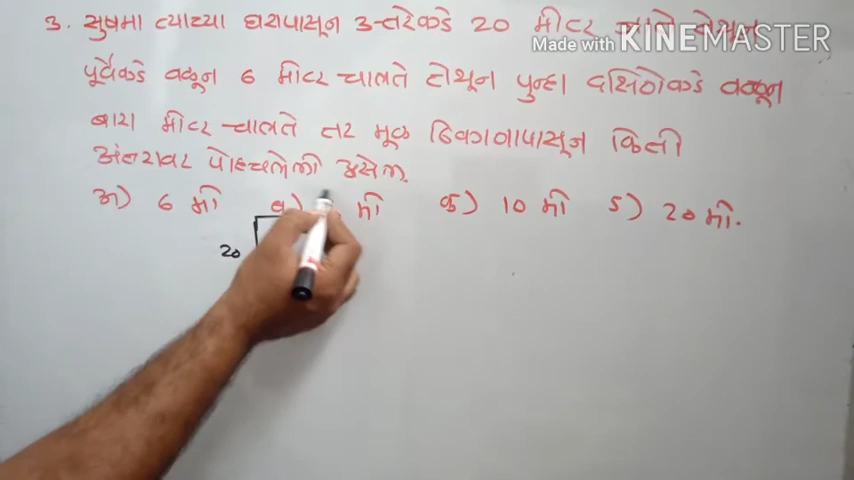 3. सुषमा त्याच्या घरापासून उत्तरेकडे 20 मीटर चालते तेथून
Made with KINEMASTER
पूर्वेकडे वळून 6 मीटर चालते तेथून पुन्हा दक्षिणेकडे वळून
बारा मीटर चालते तर मूळ ठिकाणापासून किती
अंतरावर पोहचलेली असेल.
अ) 6 मी ब) मी क) 10 मी ड) 20 मी.
20